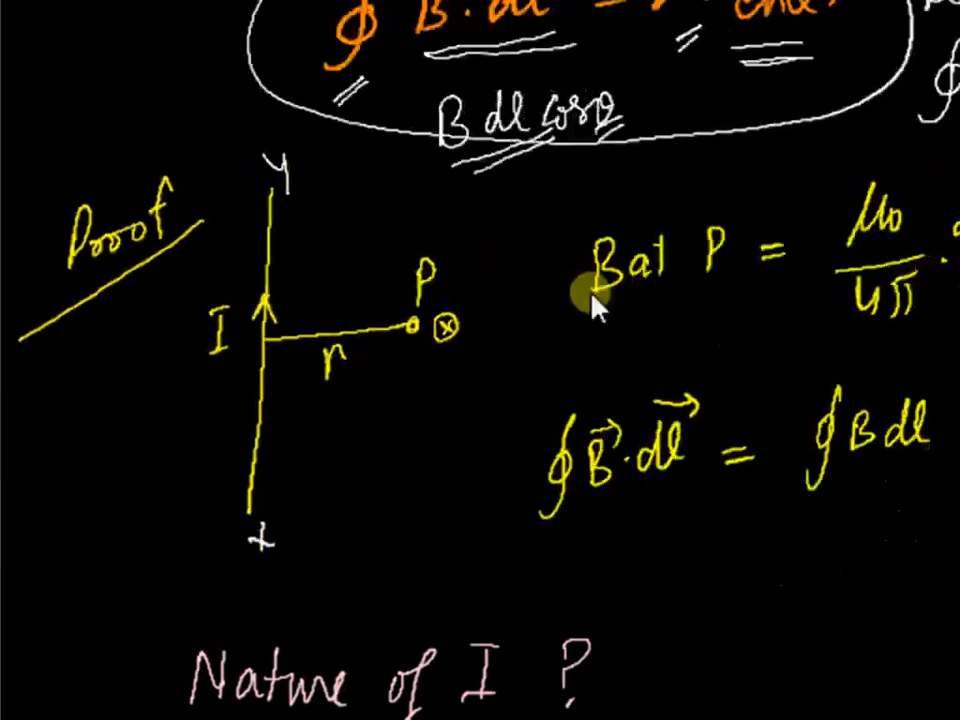 ∮ B⃗·dl⃗ =
B dl cosθ
∮
Proof
Y
I
r
P
⊗
X
B at P = μ₀/4π ·
∮ B⃗·dl⃗ = ∮ B dl
Nature of I ?